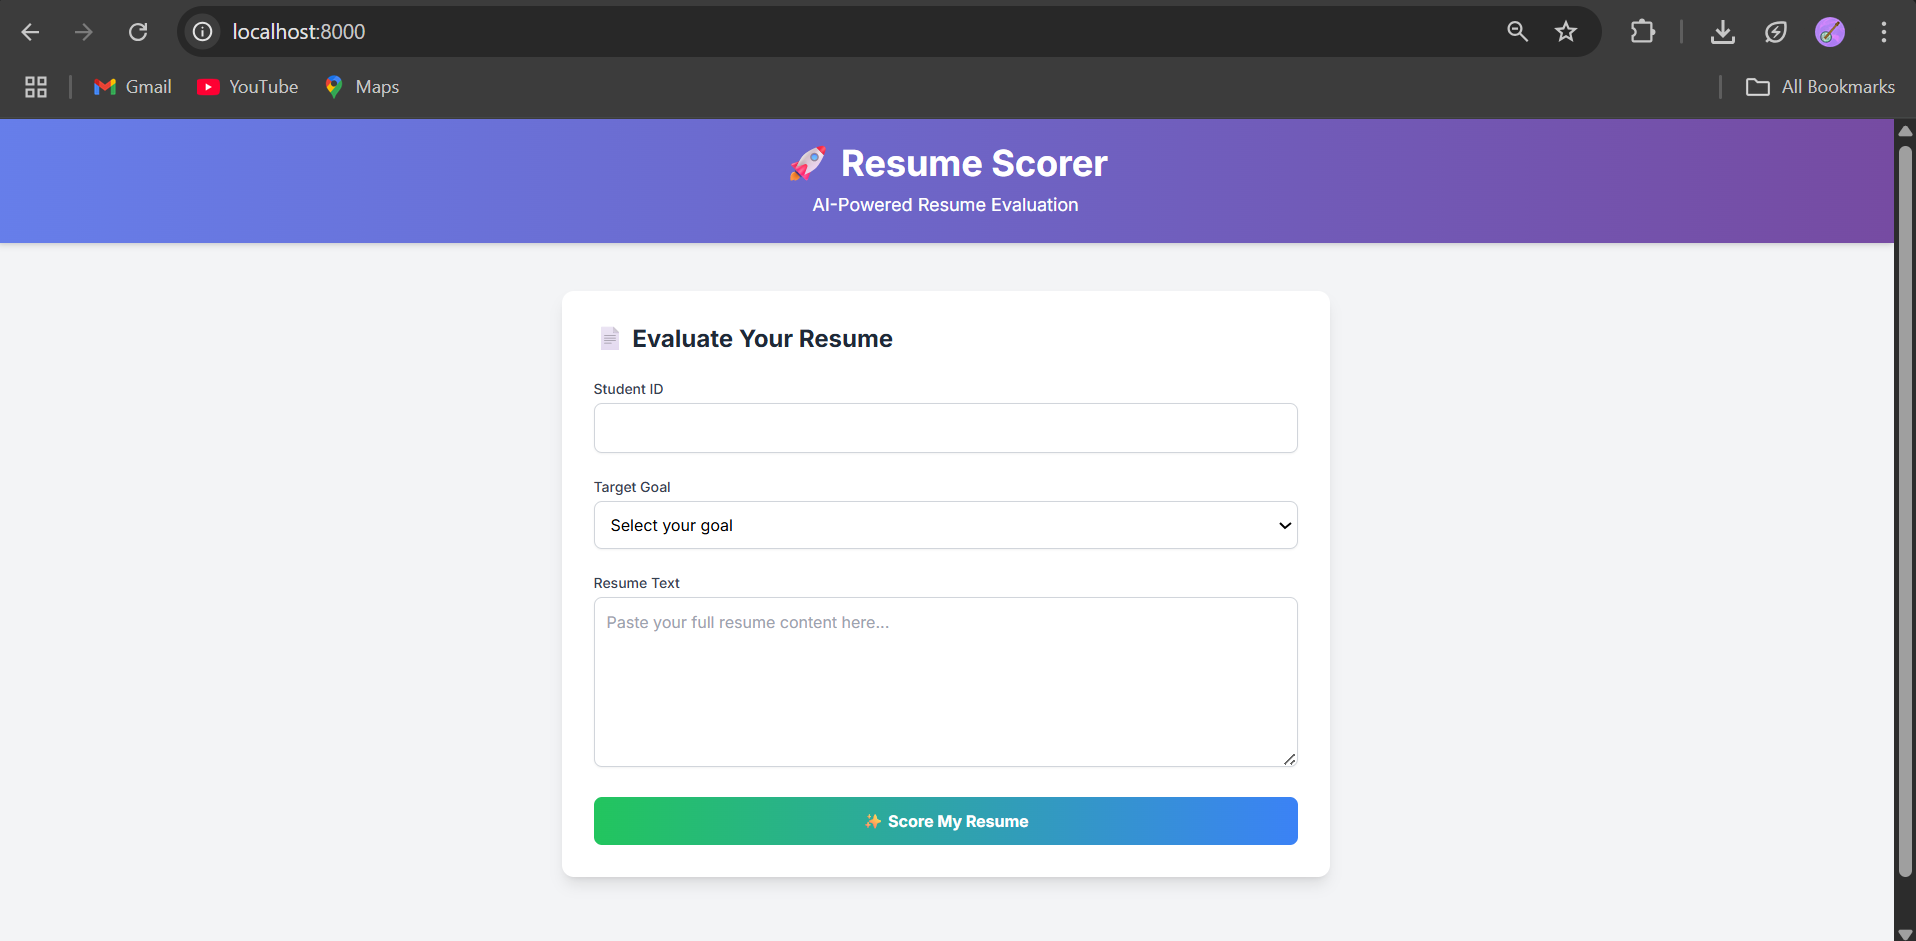 localhost:8000
Gmail
YouTube
Maps
All Bookmarks
🚀 Resume Scorer
AI-Powered Resume Evaluation
📄 Evaluate Your Resume
Student ID
Target Goal
Select your goal
Resume Text
Paste your full resume content here...
✨ Score My Resume